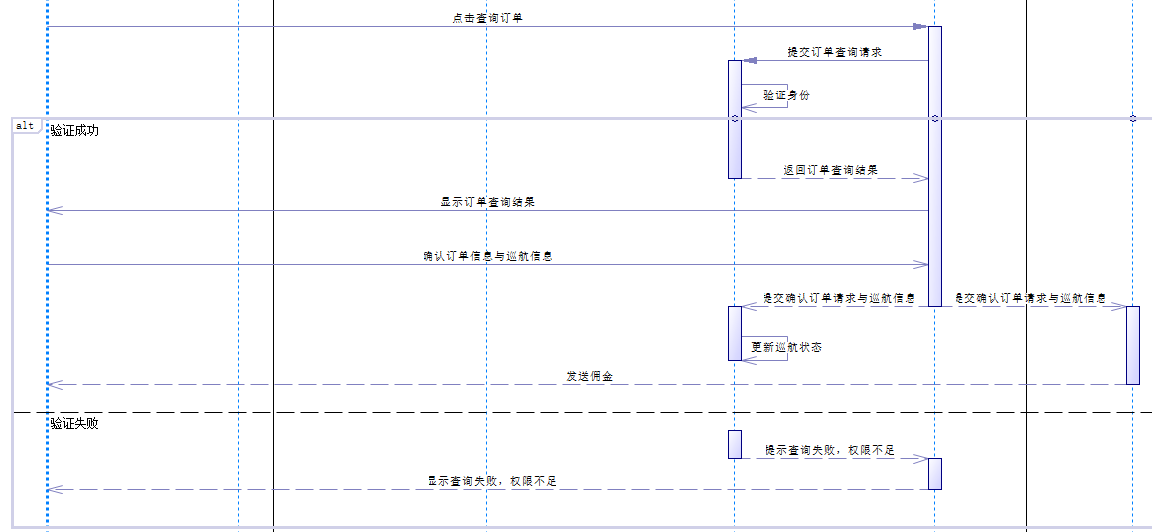 点击查询订单
提交订单查询请求
验证身份
alt
验证成功
返回订单查询结果
显示订单查询结果
确认订单信息与巡航信息
提交确认订单请求与巡航信息
提交确认订单请求与巡航信息
更新巡航状态
发送佣金
验证失败
提示查询失败，权限不足
显示查询失败，权限不足